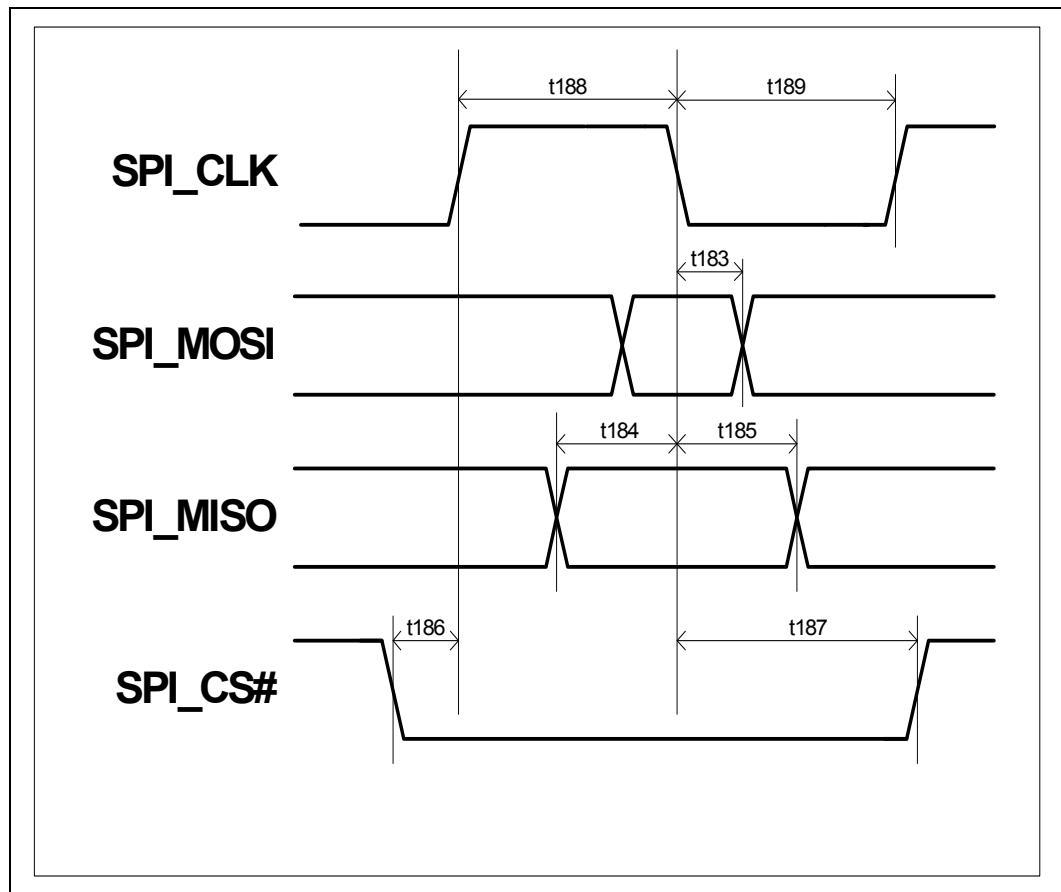 t188 t189
SPI_CLK
t183
SPI_MOSI
t184 t185
SPI_MISO
t186 t187
SPI_CS#